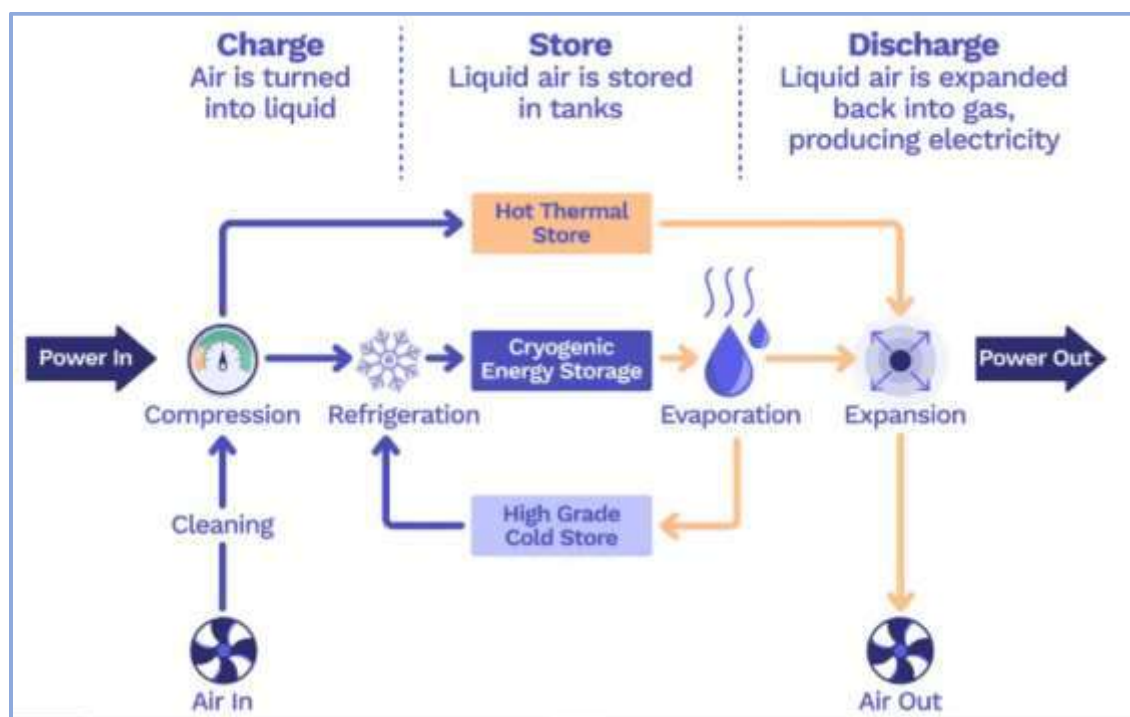 Charge
Air is turned
into liquid
Store
Liquid air is stored
in tanks
Discharge
Liquid air is expanded
back into gas,
producing electricity
Hot Thermal
Store
Power In
Cryogenic
Energy Storage
Power Out
Compression
Refrigeration
Evaporation
Expansion
Cleaning
High Grade
Cold Store
Air In
Air Out